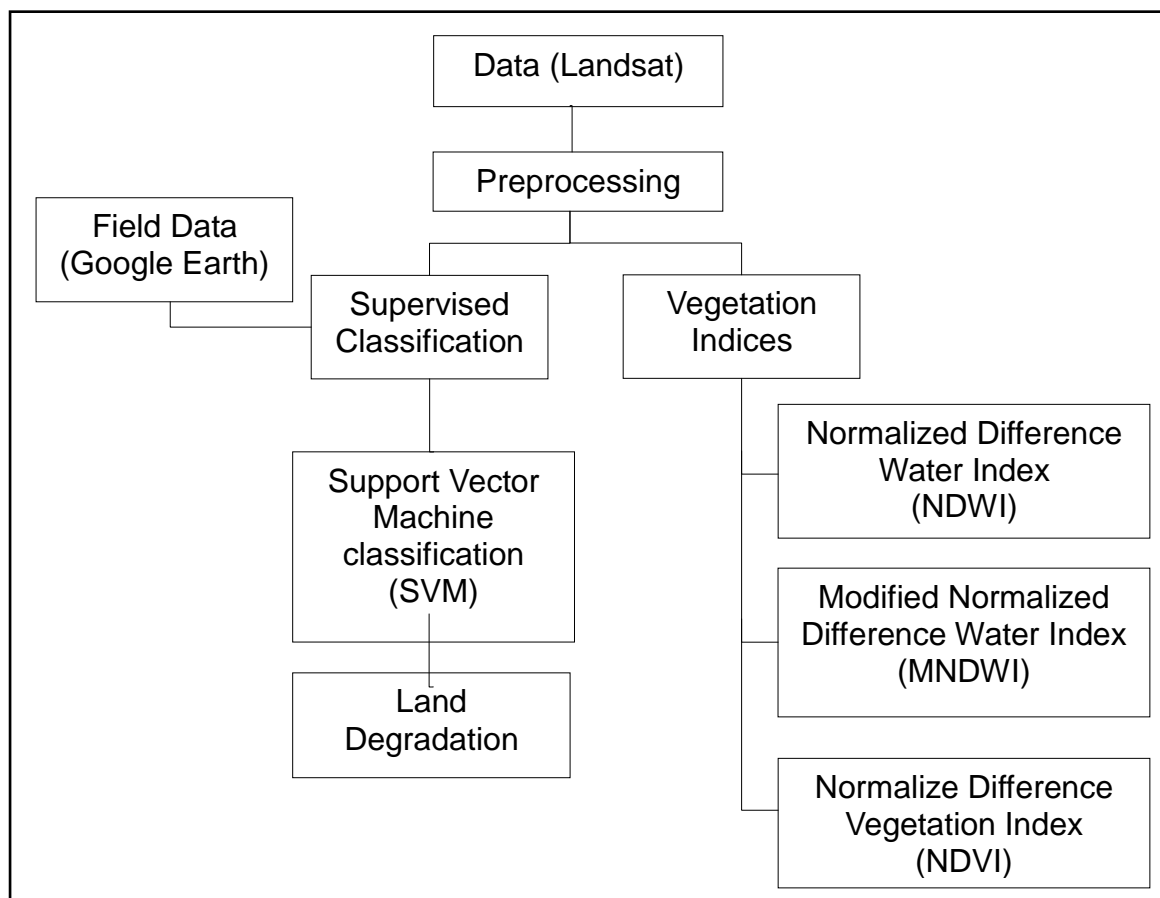 Data (Landsat)
Preprocessing
Field Data
(Google Earth)
Supervised
Classification
Vegetation
Indices
Support Vector
Machine
classification
(SVM)
Land
Degradation
Normalized Difference
Water Index
(NDWI)
Modified Normalized
Difference Water Index
(MNDWI)
Normalize Difference
Vegetation Index
(NDVI)